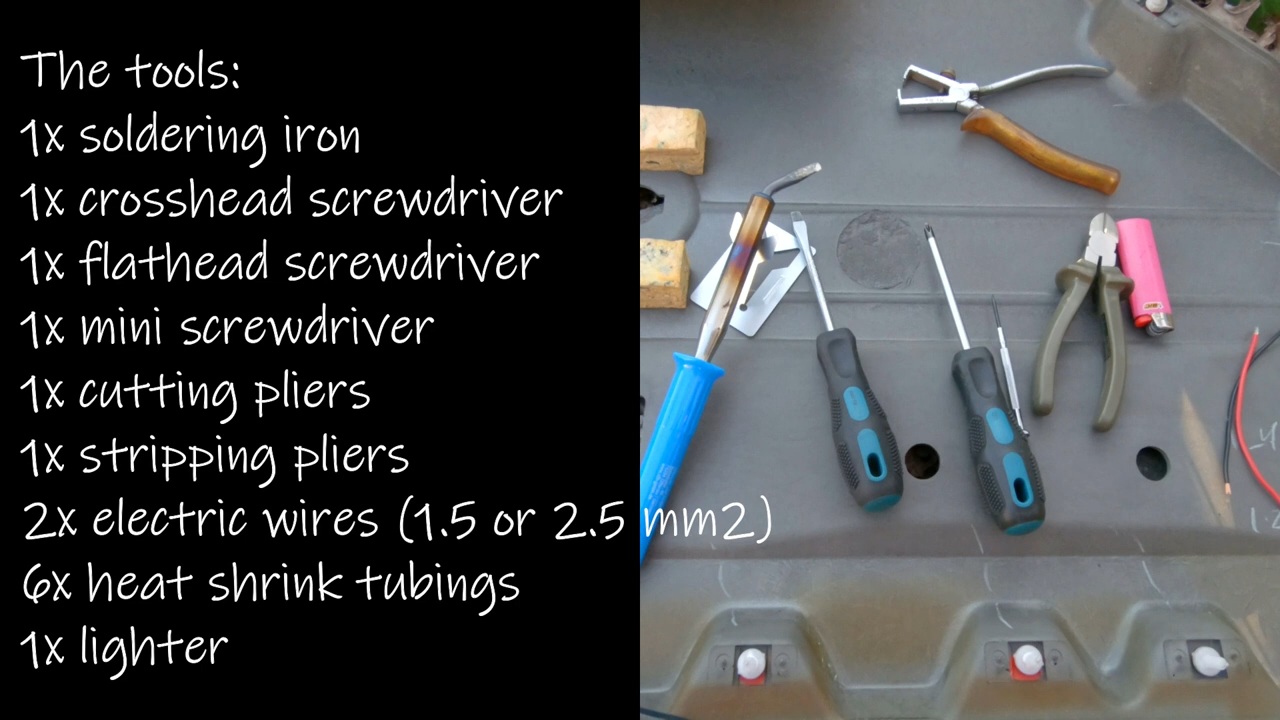 The tools:
1x soldering iron
1x crosshead screwdriver
1x flathead screwdriver
1x mini screwdriver
1x cutting pliers
1x stripping pliers
2x electric wires (1.5 or 2.5 mm2)
6x heat shrink tubings
1x lighter